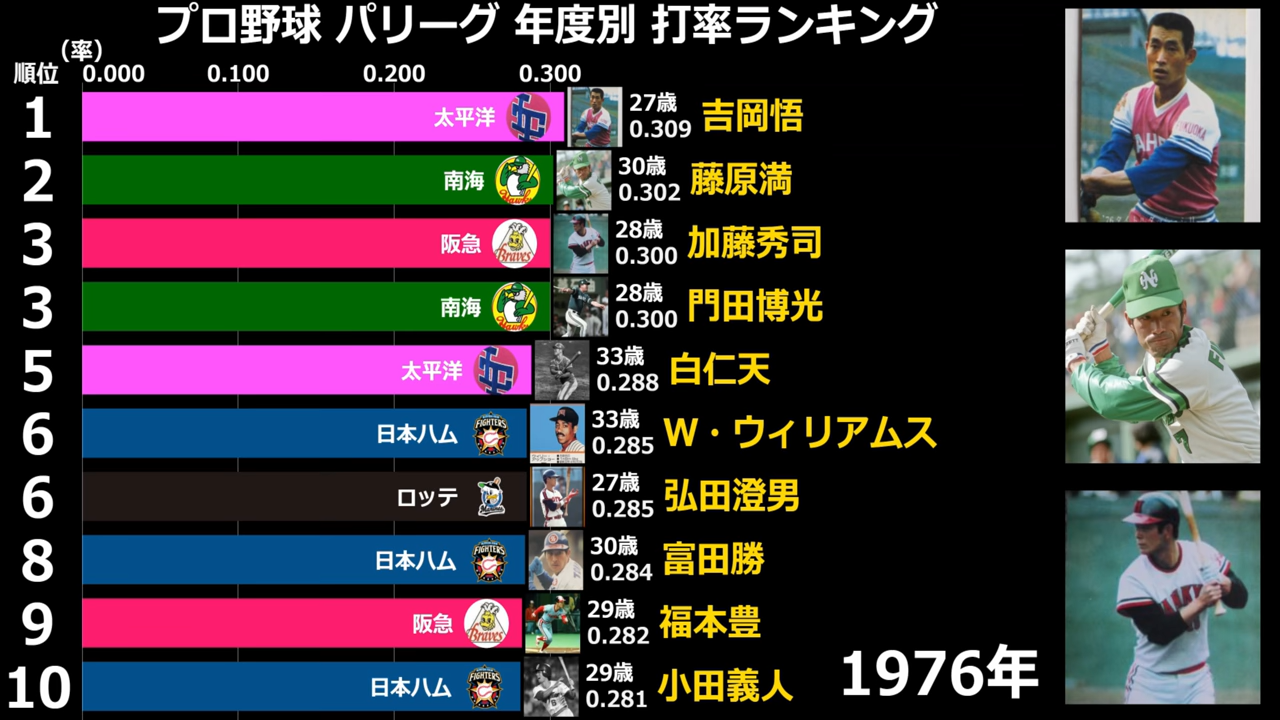 プロ野球 パリーグ 年度別 打率ランキング
(率)
順位 0.000 0.100 0.200 0.300
1 太平洋 27歳 0.309 吉岡悟
2 南海 30歳 0.302 藤原満
3 阪急 Braves 28歳 0.300 加藤秀司
3 南海 28歳 0.300 門田博光
5 太平洋 33歳 0.288 白仁天
6 日本ハム FIGHTERS 33歳 0.285 W・ウィリアムス
6 ロッテ 27歳 0.285 弘田澄男
8 日本ハム FIGHTERS 30歳 0.284 富田勝
9 阪急 Braves 29歳 0.282 福本豊
10 日本ハム FIGHTERS 29歳 0.281 小田義人
1976年